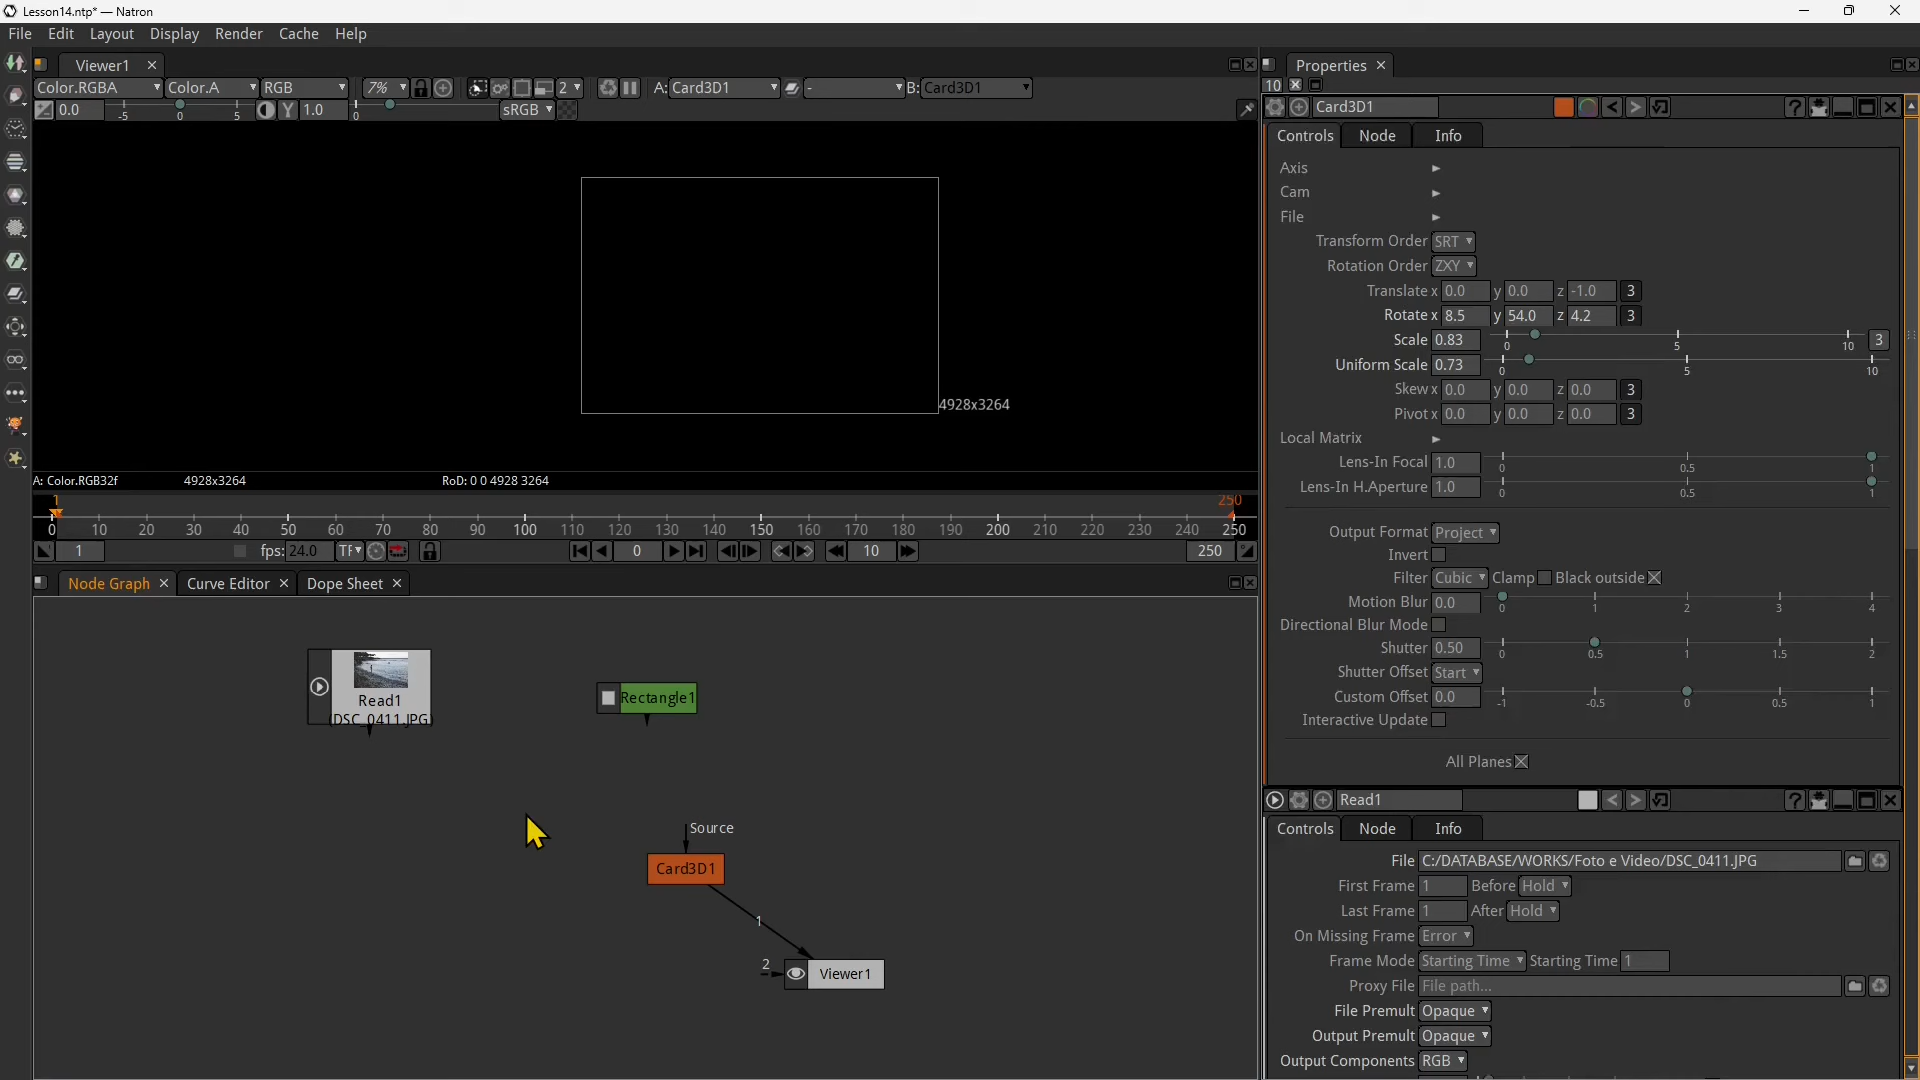 Lesson14.ntp* — Natron
File Edit Layout Display Render Cache Help
Viewer1
Color.RGBA Color.A RGB 7% 2 A: Card3D1 - B: Card3D1
0.0 -5 0 5 Y 1.0 0 sRGB
4928x3264
A: Color.RGB32f 4928x3264 RoD: 0 0 4928 3264
1 250
0 10 20 30 40 50 60 70 80 90 100 110 120 130 140 150 160 170 180 190 200 210 220 230 240 250
1 fps: 24.0 TF 0 10 250
Node Graph Curve Editor Dope Sheet
Read1
(DSC_0411.JPG)
Rectangle1
Source
Card3D1
1
2
Viewer1
Properties
10
Card3D1
Controls Node Info
Axis
Cam
File
Transform Order SRT
Rotation Order ZXY
Translate x 0.0 y 0.0 z -1.0 3
Rotate x 8.5 y 54.0 z 4.2 3
Scale 0.83 0 5 10 3
Uniform Scale 0.73 0 5 10
Skew x 0.0 y 0.0 z 0.0 3
Pivot x 0.0 y 0.0 z 0.0 3
Local Matrix
Lens-In Focal 1.0 0 0.5 1
Lens-In H.Aperture 1.0 0 0.5 1
Output Format Project
Invert
Filter Cubic Clamp Black outside
Motion Blur 0.0 0 1 2 3 4
Directional Blur Mode
Shutter 0.50 0 0.5 1 1.5 2
Shutter Offset Start
Custom Offset 0.0 -1 -0.5 0 0.5 1
Interactive Update
All Planes
Read1
Controls Node Info
File C:/DATABASE/WORKS/Foto e Video/DSC_0411.JPG
First Frame 1 Before Hold
Last Frame 1 After Hold
On Missing Frame Error
Frame Mode Starting Time Starting Time 1
Proxy File File path...
File Premult Opaque
Output Premult Opaque
Output Components RGB